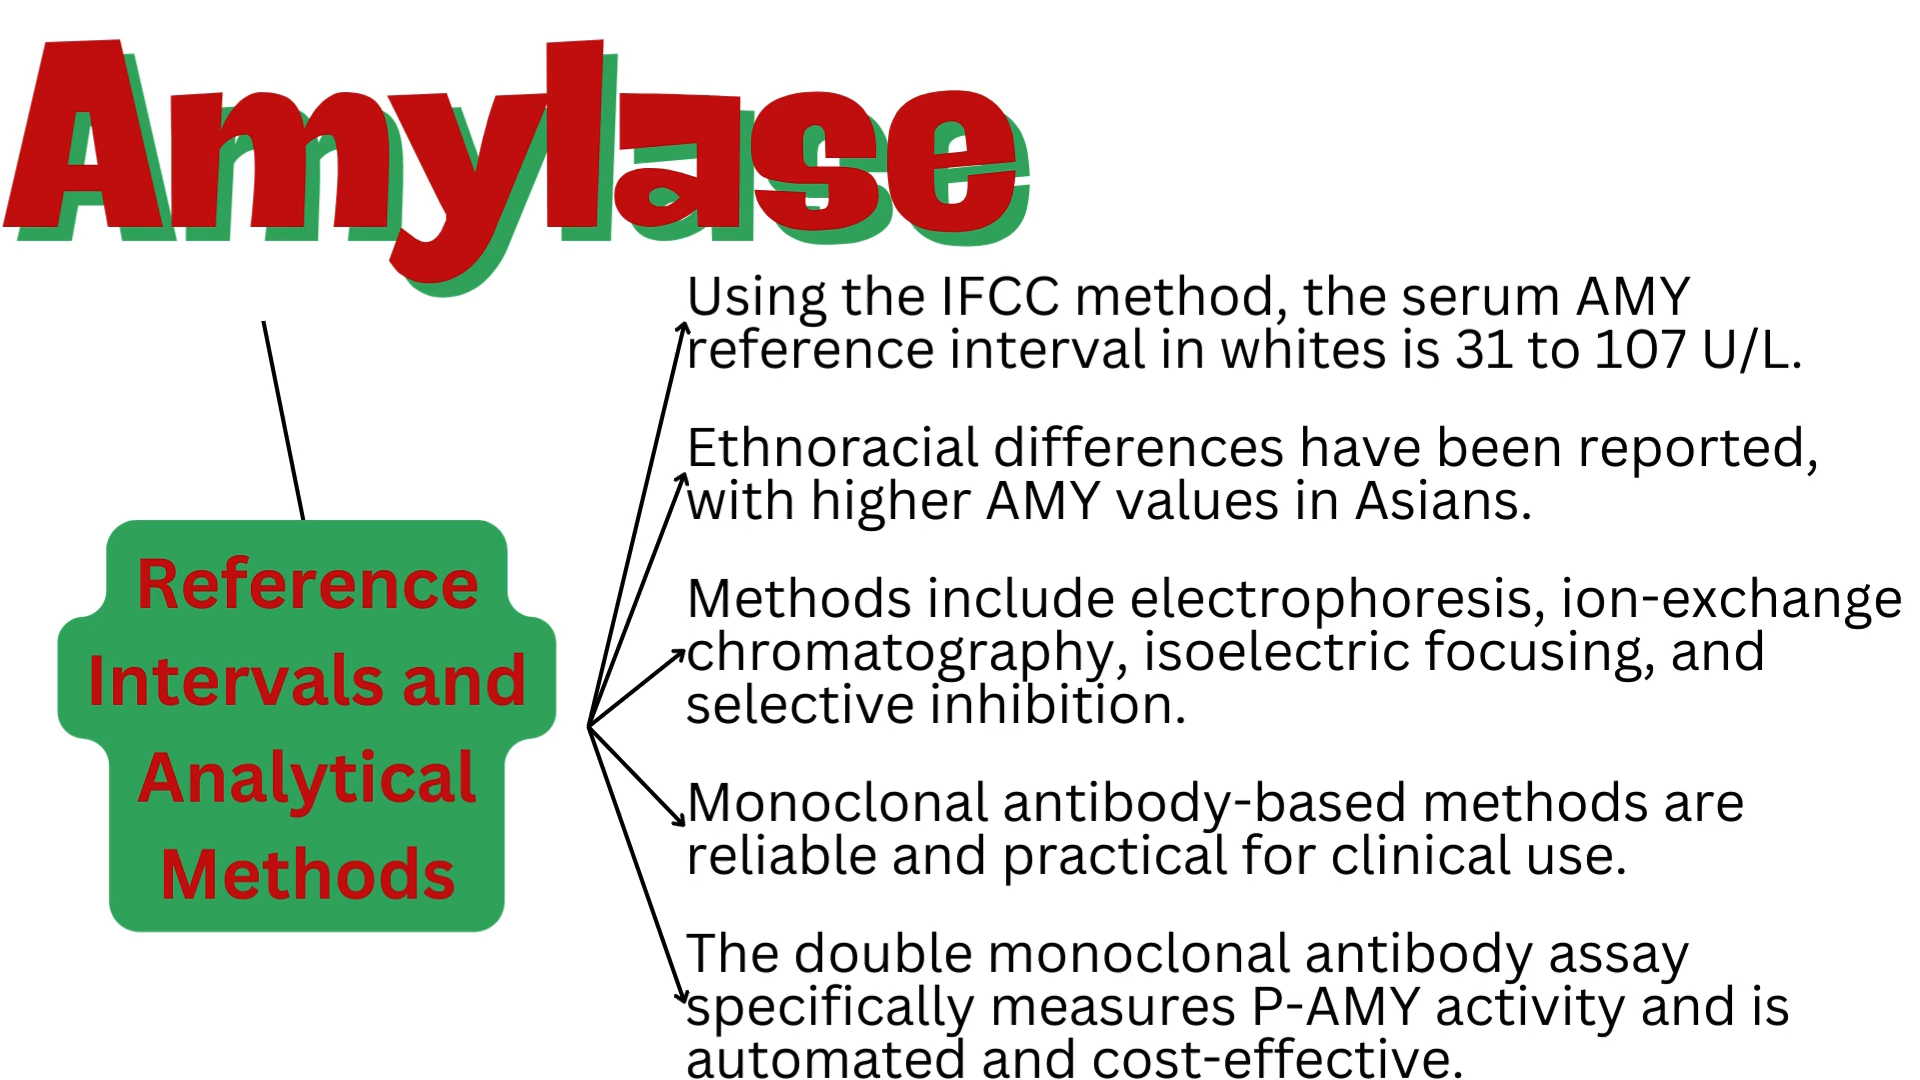 Amylase
Reference
Intervals and
Analytical
Methods
Using the IFCC method, the serum AMY
reference interval in whites is 31 to 107 U/L.
Ethnoracial differences have been reported,
with higher AMY values in Asians.
Methods include electrophoresis, ion-exchange
chromatography, isoelectric focusing, and
selective inhibition.
Monoclonal antibody-based methods are
reliable and practical for clinical use.
The double monoclonal antibody assay
specifically measures P-AMY activity and is
automated and cost-effective.